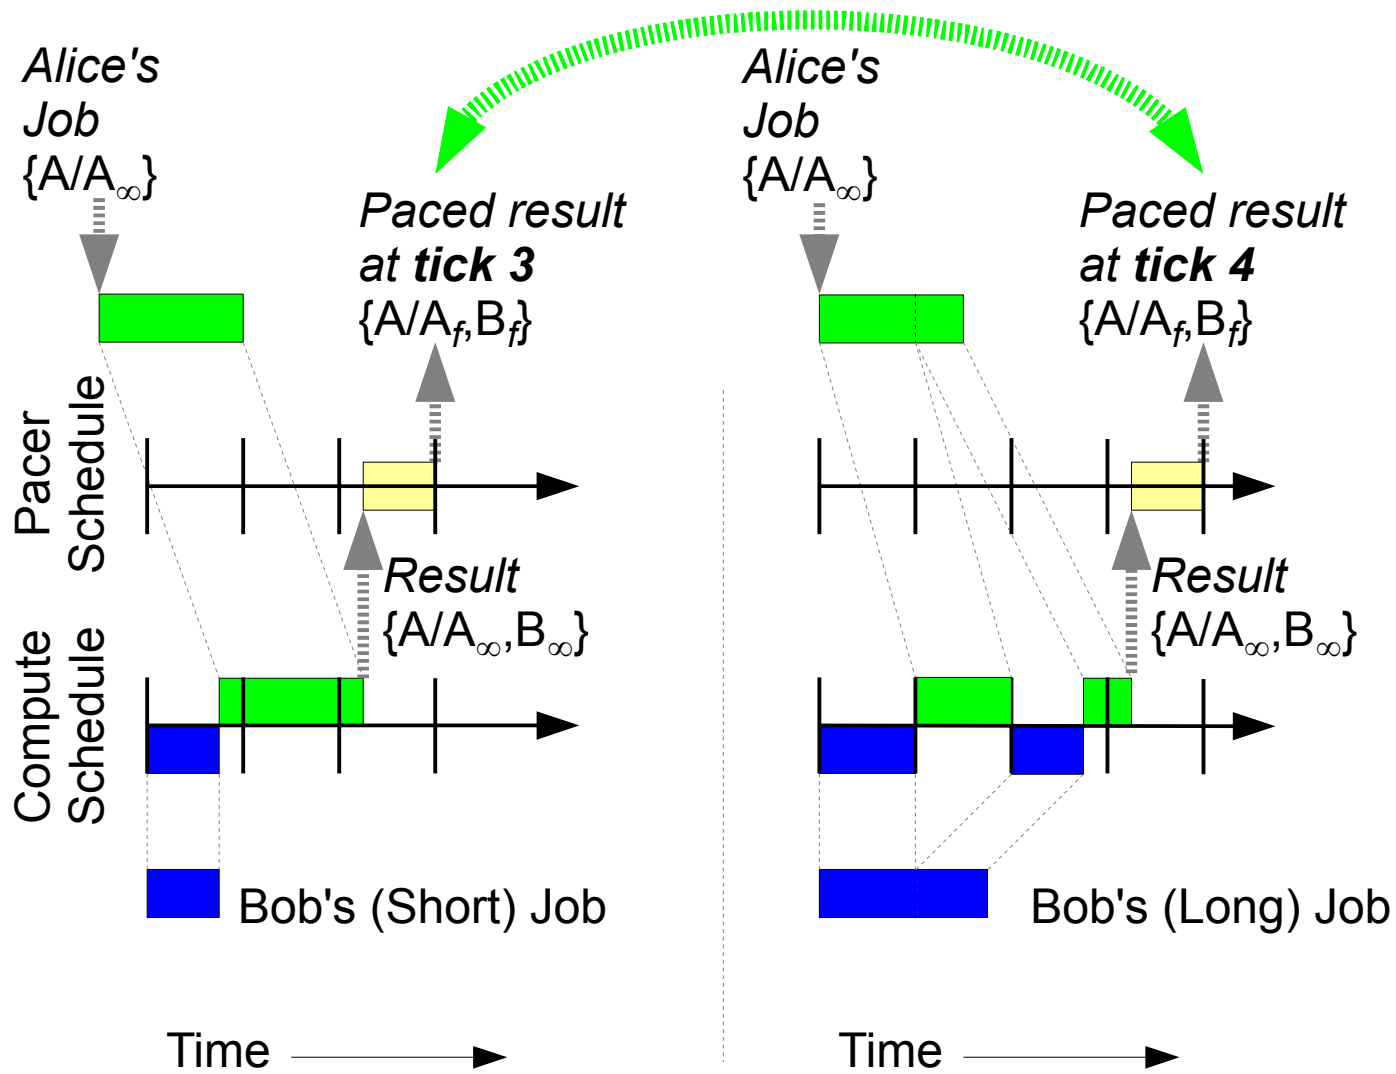 Alice's
Job
{A/A∞}
Paced result
at tick 3
{A/Af,Bf}
Pacer
Schedule
Result
{A/A∞,B∞}
Compute
Schedule
Bob's (Short) Job
Time
Alice's
Job
{A/A∞}
Paced result
at tick 4
{A/Af,Bf}
Result
{A/A∞,B∞}
Bob's (Long) Job
Time